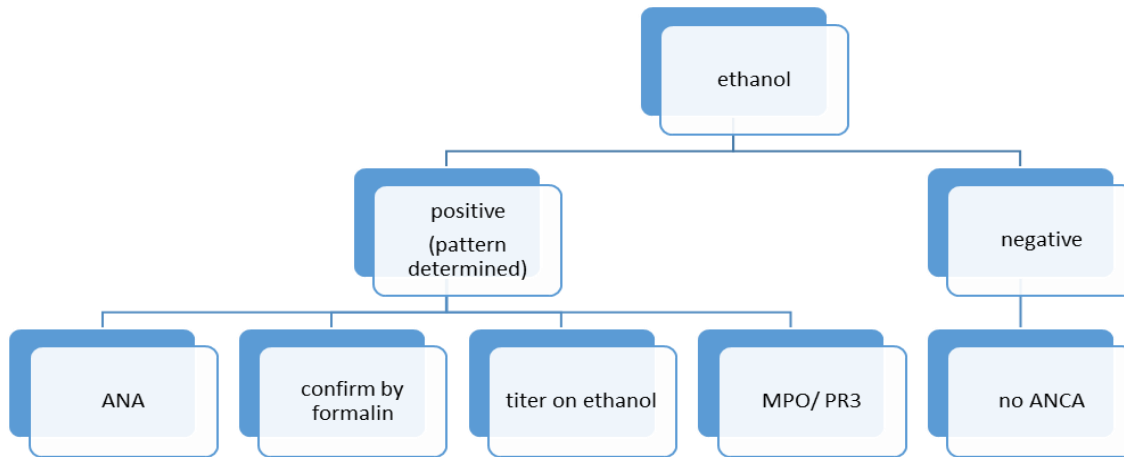 ethanol
positive
(pattern
determined)
negative
ANA
confirm by
formalin
titer on ethanol
MPO/ PR3
no ANCA